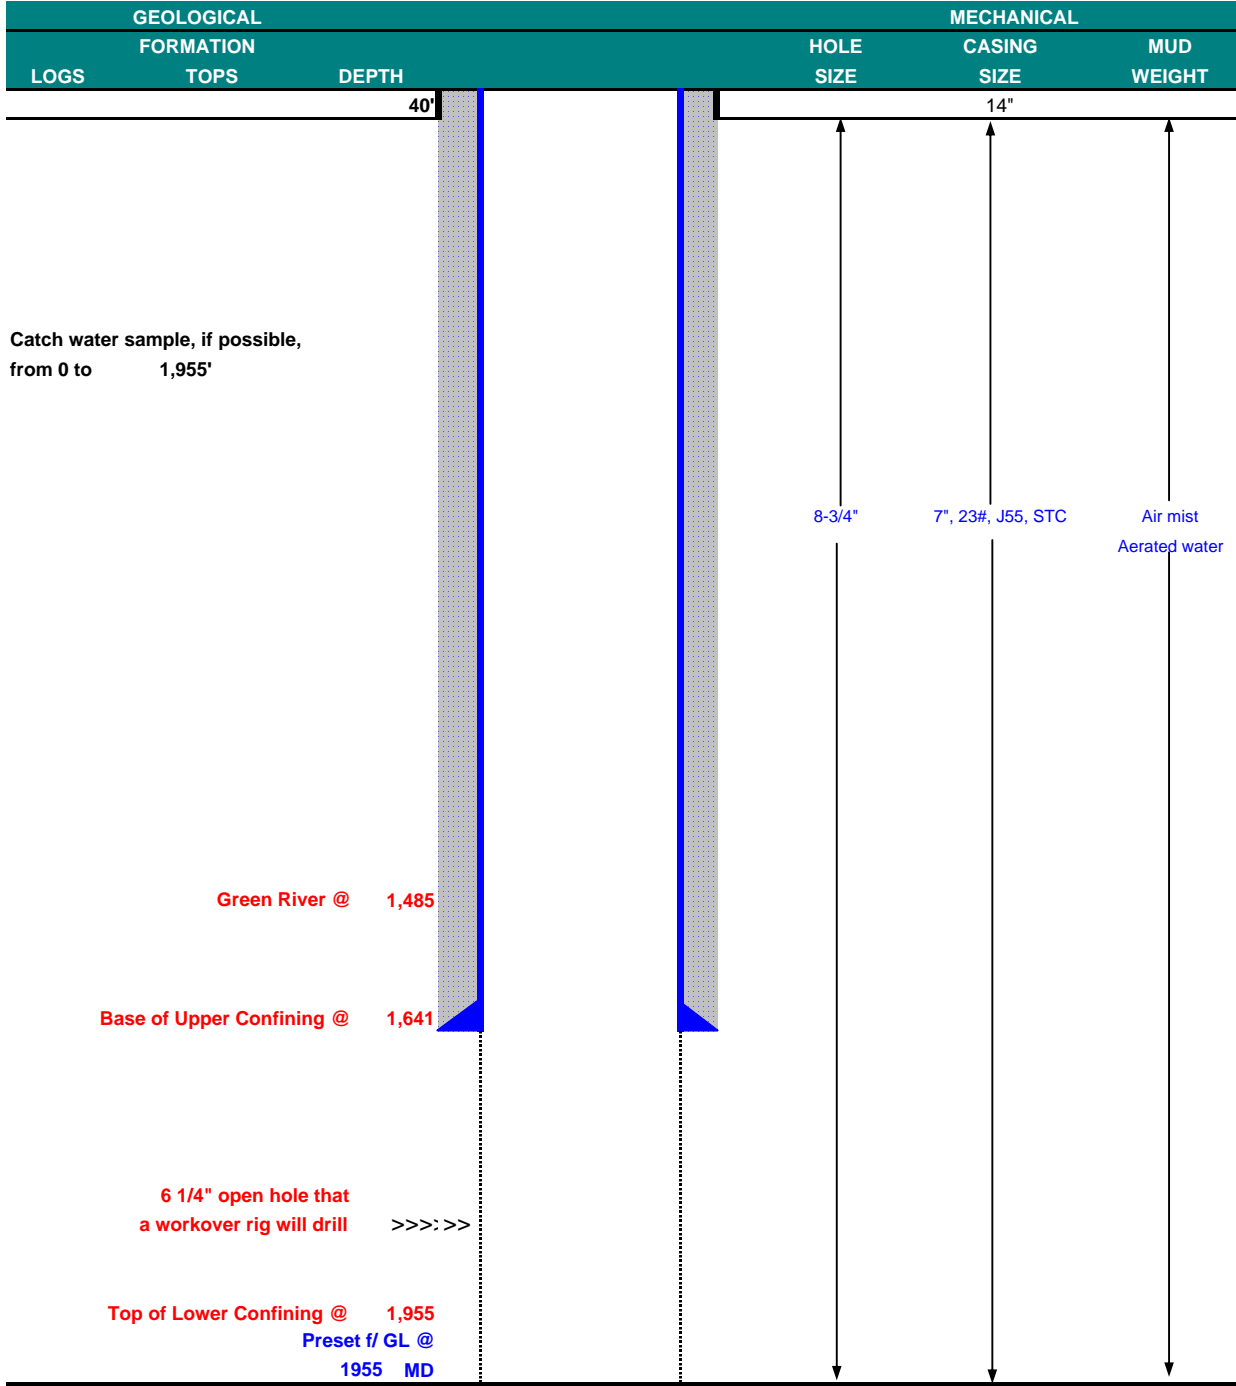 GEOLOGICAL MECHANICAL
FORMATION HOLE CASING MUD
LOGS TOPS DEPTH SIZE SIZE WEIGHT
40' 14"
Catch water sample, if possible,
from 0 to 1,955'
8-3/4" 7", 23#, J55, STC Air mist
Aerated water
Green River @ 1,485
Base of Upper Confining @ 1,641
6 1/4" open hole that
a workover rig will drill >>>: >>
Top of Lower Confining @ 1,955
Preset f/ GL @
1955 MD